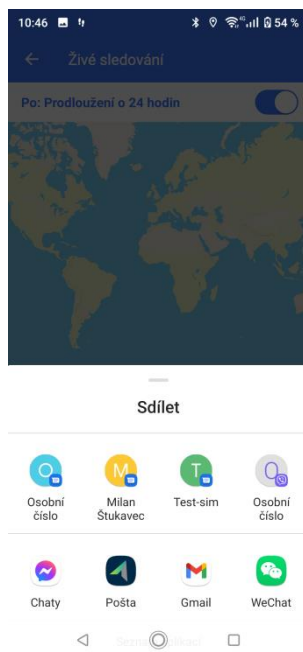 10:46 54 %
Živé sledování
Po: Prodloužení o 24 hodin
Sdílet
O M T O
Osobní číslo
Milan Štukavec
Test-sim
Osobní číslo
Chaty Pošta Gmail WeChat